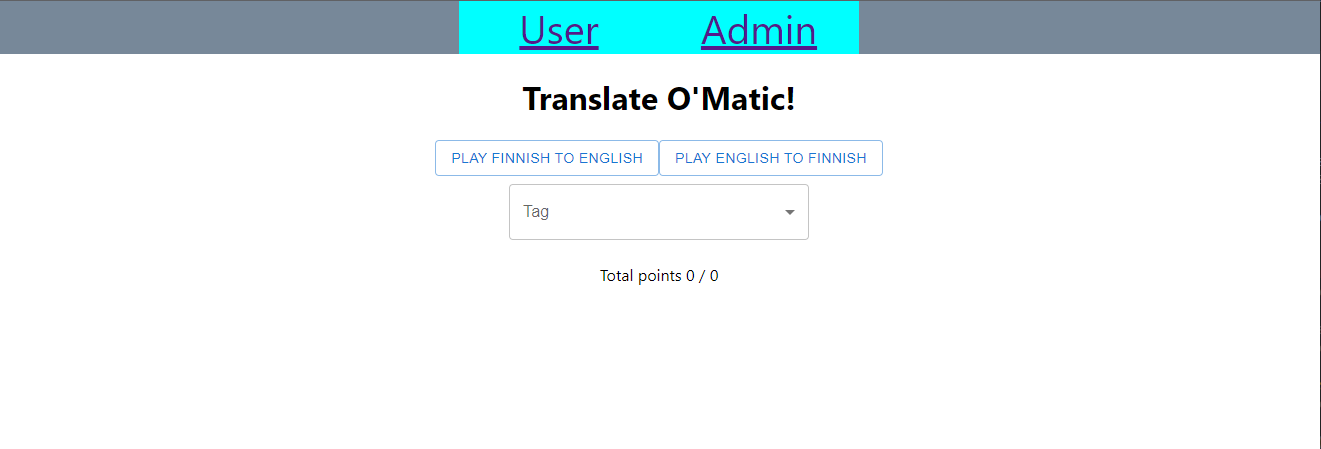 User Admin
Translate O'Matic!
PLAY FINNISH TO ENGLISH PLAY ENGLISH TO FINNISH
Tag
Total points 0 / 0